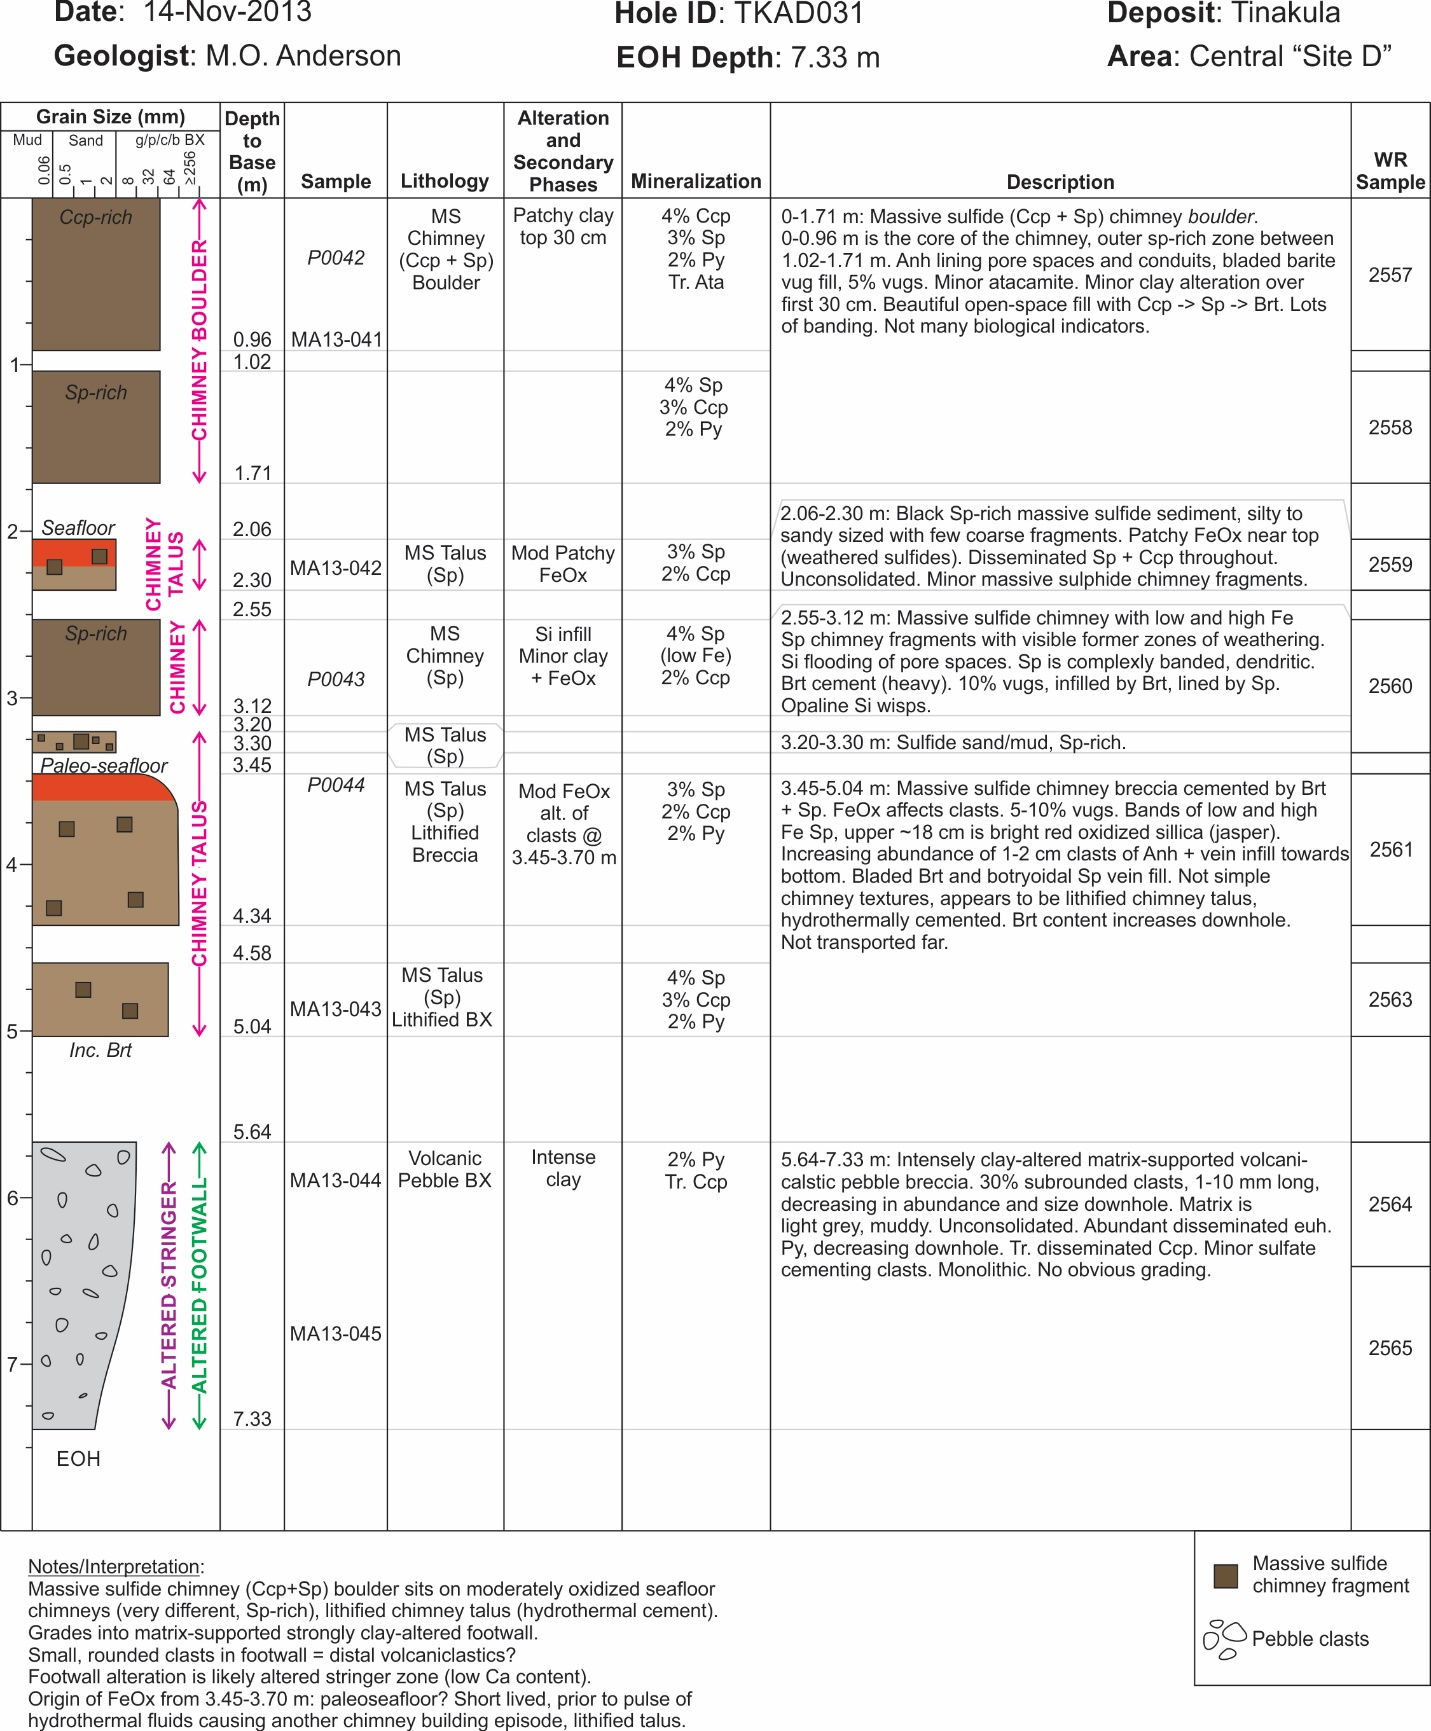 Date: 14-Nov-2013
Hole ID: TKAD031
Deposit: Tinakula
Geologist: M.O. Anderson
EOH Depth: 7.33 m
Area: Central “Site D”
Grain Size (mm)
Mud
Sand
g/p/c/b BX
0.06
0.5
1
2
8
32
64
≥256
Depth
to
Base
(m)
Sample
Lithology
Alteration
and
Secondary
Phases
Mineralization
Description
WR
Sample
Ccp-rich
CHIMNEY BOULDER
P0042
0.96
MA13-041
MS
Chimney
(Ccp + Sp)
Boulder
Patchy clay
top 30 cm
4% Ccp
3% Sp
2% Py
Tr. Ata
0-1.71 m: Massive sulfide (Ccp + Sp) chimney boulder.
0-0.96 m is the core of the chimney, outer sp-rich zone between
1.02-1.71 m. Anh lining pore spaces and conduits, bladed barite
vug fill, 5% vugs. Minor atacamite. Minor clay alteration over
first 30 cm. Beautiful open-space fill with Ccp -> Sp -> Brt. Lots
of banding. Not many biological indicators.
2557
1
1.02
Sp-rich
4% Sp
3% Ccp
2% Py
2558
1.71
2
2.06
Seafloor
CHIMNEY
TALUS
2.30
MA13-042
MS Talus
(Sp)
Mod Patchy
FeOx
3% Sp
2% Ccp
2.06-2.30 m: Black Sp-rich massive sulfide sediment, silty to
sandy sized with few coarse fragments. Patchy FeOx near top
(weathered sulfides). Disseminated Sp + Ccp throughout.
Unconsolidated. Minor massive sulphide chimney fragments.
2559
2.55
Sp-rich
CHIMNEY
P0043
3
3.12
MS
Chimney
(Sp)
Si infill
Minor clay
+ FeOx
4% Sp
(low Fe)
2% Ccp
2.55-3.12 m: Massive sulfide chimney with low and high Fe
Sp chimney fragments with visible former zones of weathering.
Si flooding of pore spaces. Sp is complexly banded, dendritic.
Brt cement (heavy). 10% vugs, infilled by Brt, lined by Sp.
Opaline Si wisps.
2560
3.20
3.30
MS Talus
(Sp)
3.20-3.30 m: Sulfide sand/mud, Sp-rich.
3.45
Paleo-seafloor
CHIMNEY TALUS
P0044
4
4.34
MS Talus
(Sp)
Lithified
Breccia
Mod FeOx
alt. of
clasts @
3.45-3.70 m
3% Sp
2% Ccp
2% Py
3.45-5.04 m: Massive sulfide chimney breccia cemented by Brt
+ Sp. FeOx affects clasts. 5-10% vugs. Bands of low and high
Fe Sp, upper ~18 cm is bright red oxidized sillica (jasper).
Increasing abundance of 1-2 cm clasts of Anh + vein infill towards
bottom. Bladed Brt and botryoidal Sp vein fill. Not simple
chimney textures, appears to be lithified chimney talus,
hydrothermally cemented. Brt content increases downhole.
Not transported far.
2561
4.58
5
5.04
MA13-043
MS Talus
(Sp)
Lithified BX
4% Sp
3% Ccp
2% Py
2563
Inc. Brt
5.64
ALTERED STRINGER
ALTERED FOOTWALL
6
7
MA13-044
MA13-045
7.33
Volcanic
Pebble BX
Intense
clay
2% Py
Tr. Ccp
5.64-7.33 m: Intensely clay-altered matrix-supported volcani-
calstic pebble breccia. 30% subrounded clasts, 1-10 mm long,
decreasing in abundance and size downhole. Matrix is
light grey, muddy. Unconsolidated. Abundant disseminated euh.
Py, decreasing downhole. Tr. disseminated Ccp. Minor sulfate
cementing clasts. Monolithic. No obvious grading.
2564
2565
EOH
Notes/Interpretation:
Massive sulfide chimney (Ccp+Sp) boulder sits on moderately oxidized seafloor
chimneys (very different, Sp-rich), lithified chimney talus (hydrothermal cement).
Grades into matrix-supported strongly clay-altered footwall.
Small, rounded clasts in footwall = distal volcaniclastics?
Footwall alteration is likely altered stringer zone (low Ca content).
Origin of FeOx from 3.45-3.70 m: paleoseafloor? Short lived, prior to pulse of
hydrothermal fluids causing another chimney building episode, lithified talus.
Massive sulfide
chimney fragment
Pebble clasts